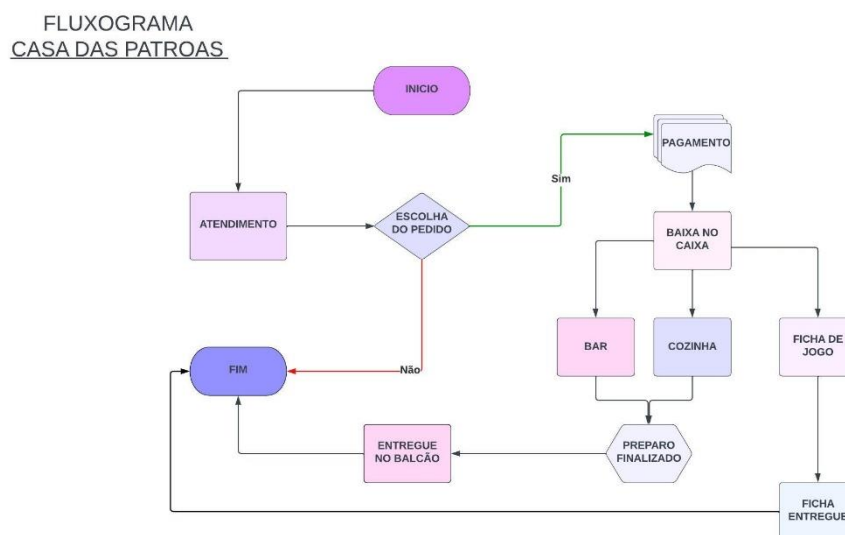 FLUXOGRAMA
CASA DAS PATROAS
INICIO
PAGAMENTO
Sim
ATENDIMENTO
ESCOLHA
DO PEDIDO
BAIXA NO
CAIXA
BAR
COZINHA
FICHA DE
JOGO
FIM
Não
ENTREGUE
NO BALCÃO
PREPARO
FINALIZADO
FICHA
ENTREGUE